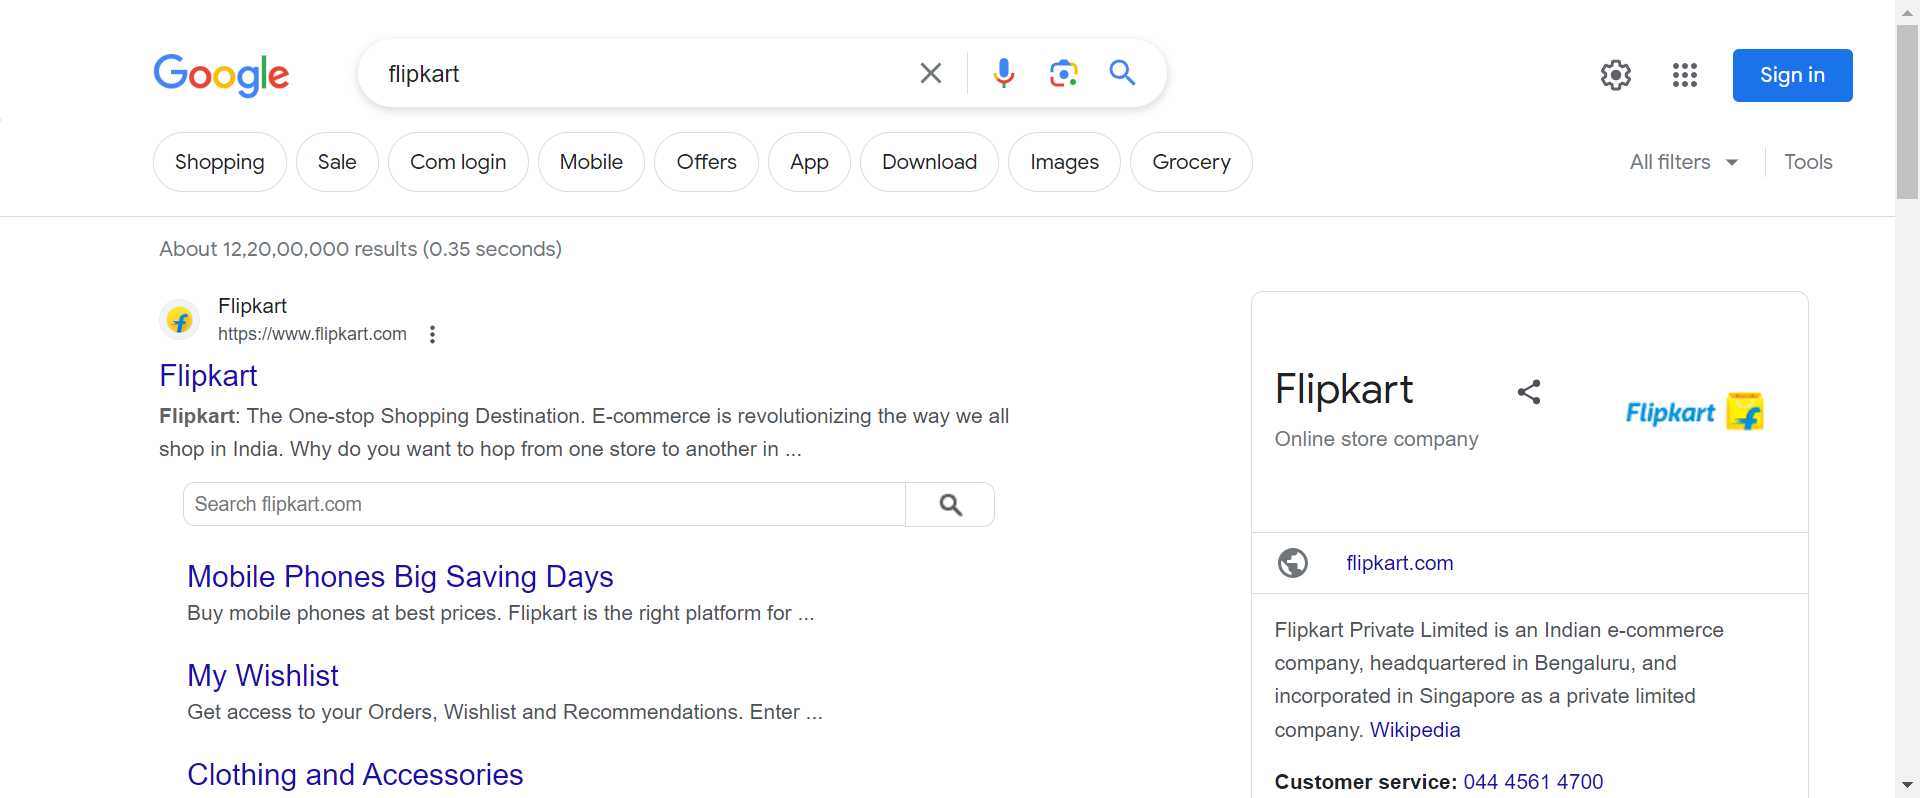 Google
flipkart
Sign in
Shopping
Sale
Com login
Mobile
Offers
App
Download
Images
Grocery
All filters
Tools
About 12,20,00,000 results (0.35 seconds)
Flipkart
https://www.flipkart.com
Flipkart
Flipkart: The One-stop Shopping Destination. E-commerce is revolutionizing the way we all
shop in India. Why do you want to hop from one store to another in ...
Search flipkart.com
Mobile Phones Big Saving Days
Buy mobile phones at best prices. Flipkart is the right platform for ...
My Wishlist
Get access to your Orders, Wishlist and Recommendations. Enter ...
Clothing and Accessories
Flipkart
Online store company
Flipkart
flipkart.com
Flipkart Private Limited is an Indian e-commerce
company, headquartered in Bengaluru, and
incorporated in Singapore as a private limited
company. Wikipedia
Customer service: 044 4561 4700